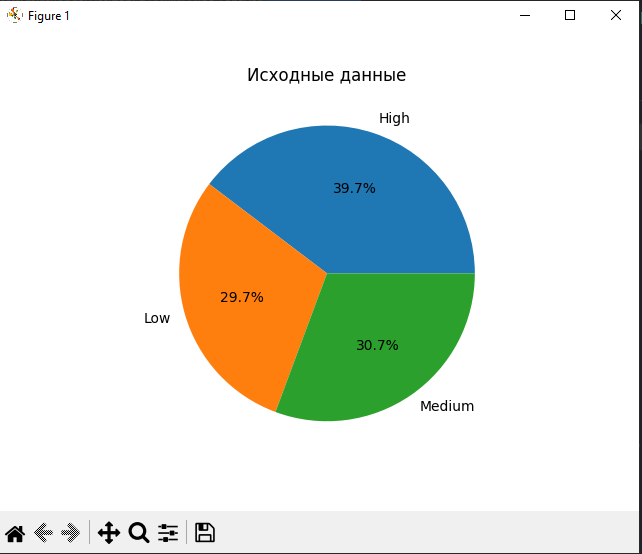 Figure 1
Исходные данные
High
39.7%
29.7%
Low
30.7%
Medium